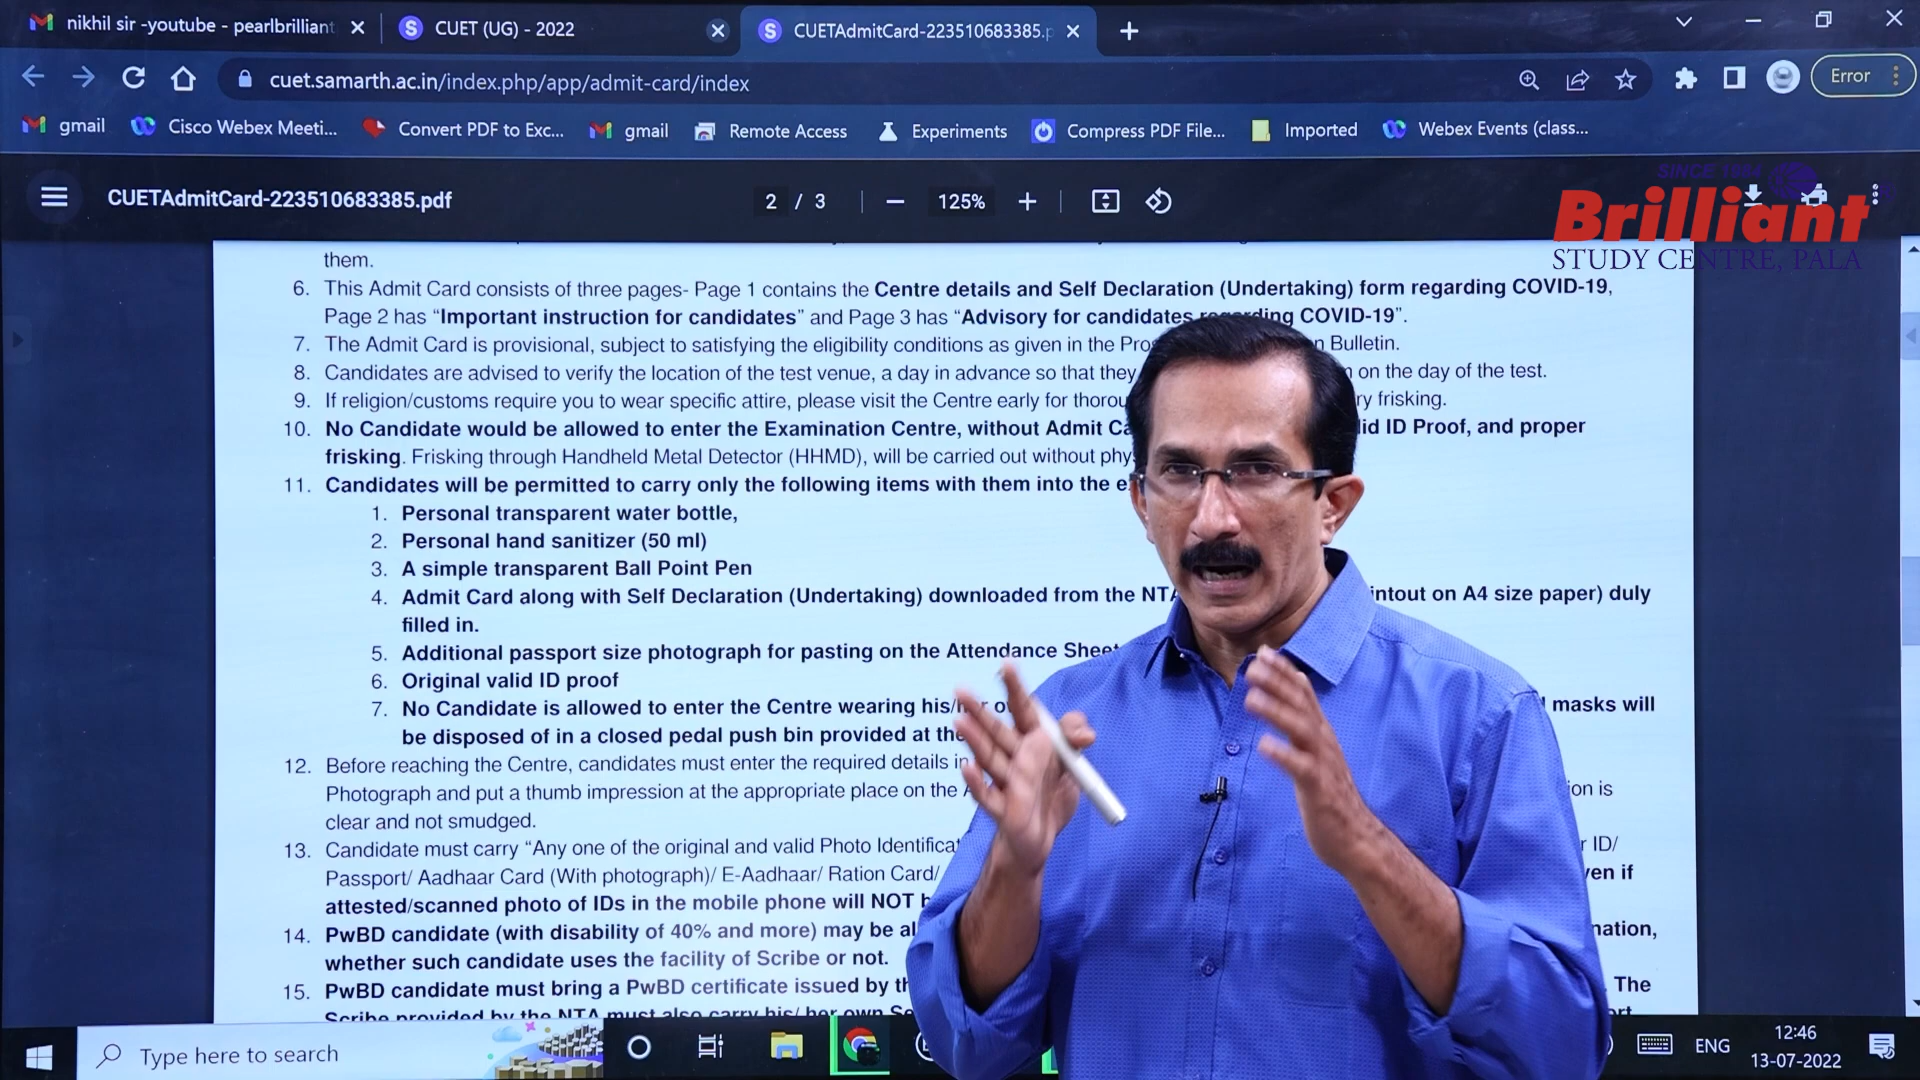 nikhil sir -youtube - pearlbrilliant
CUET (UG) - 2022
CUETAdmitCard-223510683385.p
cuet.samarth.ac.in/index.php/app/admit-card/index
Error
gmail
Cisco Webex Meeti...
Convert PDF to Exc...
gmail
Remote Access
Experiments
Compress PDF File...
Imported
Webex Events (class...
SINCE 1984
Brilliant
STUDY CENTRE, PALA
CUETAdmitCard-223510683385.pdf
2 / 3
125%
them.
6. This Admit Card consists of three pages- Page 1 contains the Centre details and Self Declaration (Undertaking) form regarding COVID-19,
Page 2 has “Important instruction for candidates” and Page 3 has “Advisory for candidates regarding COVID-19”.
7. The Admit Card is provisional, subject to satisfying the eligibility conditions as given in the Bulletin.
8. Candidates are advised to verify the location of the test venue, a day in advance so that they on the day of the test.
9. If religion/customs require you to wear specific attire, please visit the Centre early for frisking.
10. No Candidate would be allowed to enter the Examination Centre, without Admit ID Proof, and proper
frisking. Frisking through Handheld Metal Detector (HHMD), will be carried out without
11. Candidates will be permitted to carry only the following items with them into the
1. Personal transparent water bottle,
2. Personal hand sanitizer (50 ml)
3. A simple transparent Ball Point Pen
4. Admit Card along with Self Declaration (Undertaking) downloaded from the NTA on A4 size paper) duly
filled in.
5. Additional passport size photograph for pasting on the Attendance Sheet
6. Original valid ID proof
7. No Candidate is allowed to enter the Centre wearing his/her masks will
be disposed of in a closed pedal push bin provided at the
12. Before reaching the Centre, candidates must enter the required details in
Photograph and put a thumb impression at the appropriate place on the is
clear and not smudged.
13. Candidate must carry “Any one of the original and valid Photo ID/
Passport/ Aadhaar Card (With photograph)/ E-Aadhaar/ Ration Card/ if
attested/scanned photo of IDs in the mobile phone will NOT
14. PwBD candidate (with disability of 40% and more) may be
whether such candidate uses the facility of Scribe or not.
15. PwBD candidate must bring a PwBD certificate issued by The
Scribe provided by the NTA must also carry his/ her own
Type here to search
ENG
12:46
13-07-2022